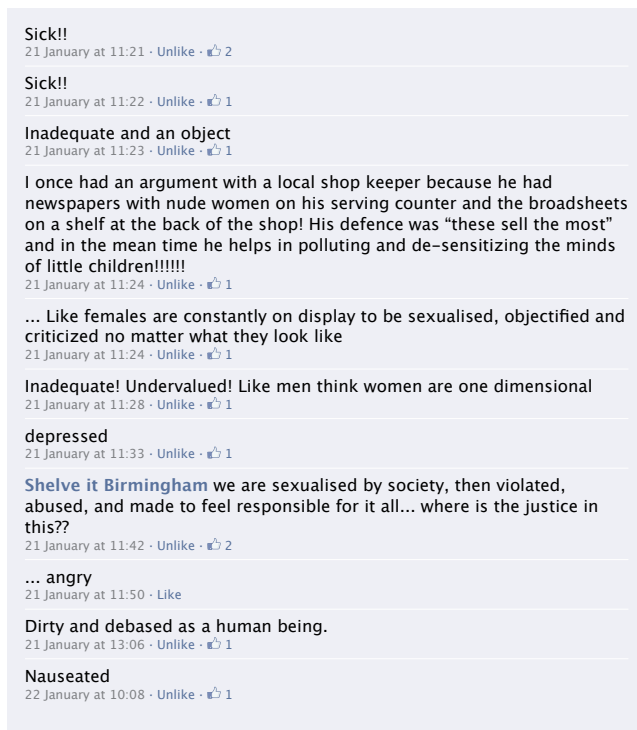 Sick!!
21 January at 11:21 · Unlike · 2
Sick!!
21 January at 11:22 · Unlike · 1
Inadequate and an object
21 January at 11:23 · Unlike · 1
I once had an argument with a local shop keeper because he had
newspapers with nude women on his serving counter and the broadsheets
on a shelf at the back of the shop! His defence was “these sell the most”
and in the mean time he helps in polluting and de-sensitizing the minds
of little children!!!!!!
21 January at 11:24 · Unlike · 1
... Like females are constantly on display to be sexualised, objectified and
criticized no matter what they look like
21 January at 11:24 · Unlike · 1
Inadequate! Undervalued! Like men think women are one dimensional
21 January at 11:28 · Unlike · 1
depressed
21 January at 11:33 · Unlike · 1
Shelve it Birmingham we are sexualised by society, then violated,
abused, and made to feel responsible for it all... where is the justice in
this??
21 January at 11:42 · Unlike · 2
... angry
21 January at 11:50 · Like
Dirty and debased as a human being.
21 January at 13:06 · Unlike · 1
Nauseated
22 January at 10:08 · Unlike · 1